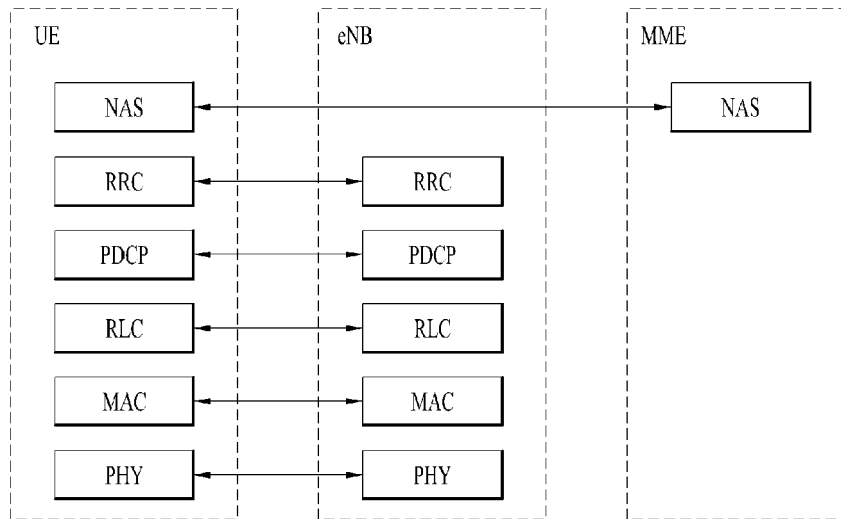 UE eNB MME
NAS NAS
RRC RRC
PDCP PDCP
RLC RLC
MAC MAC
PHY PHY